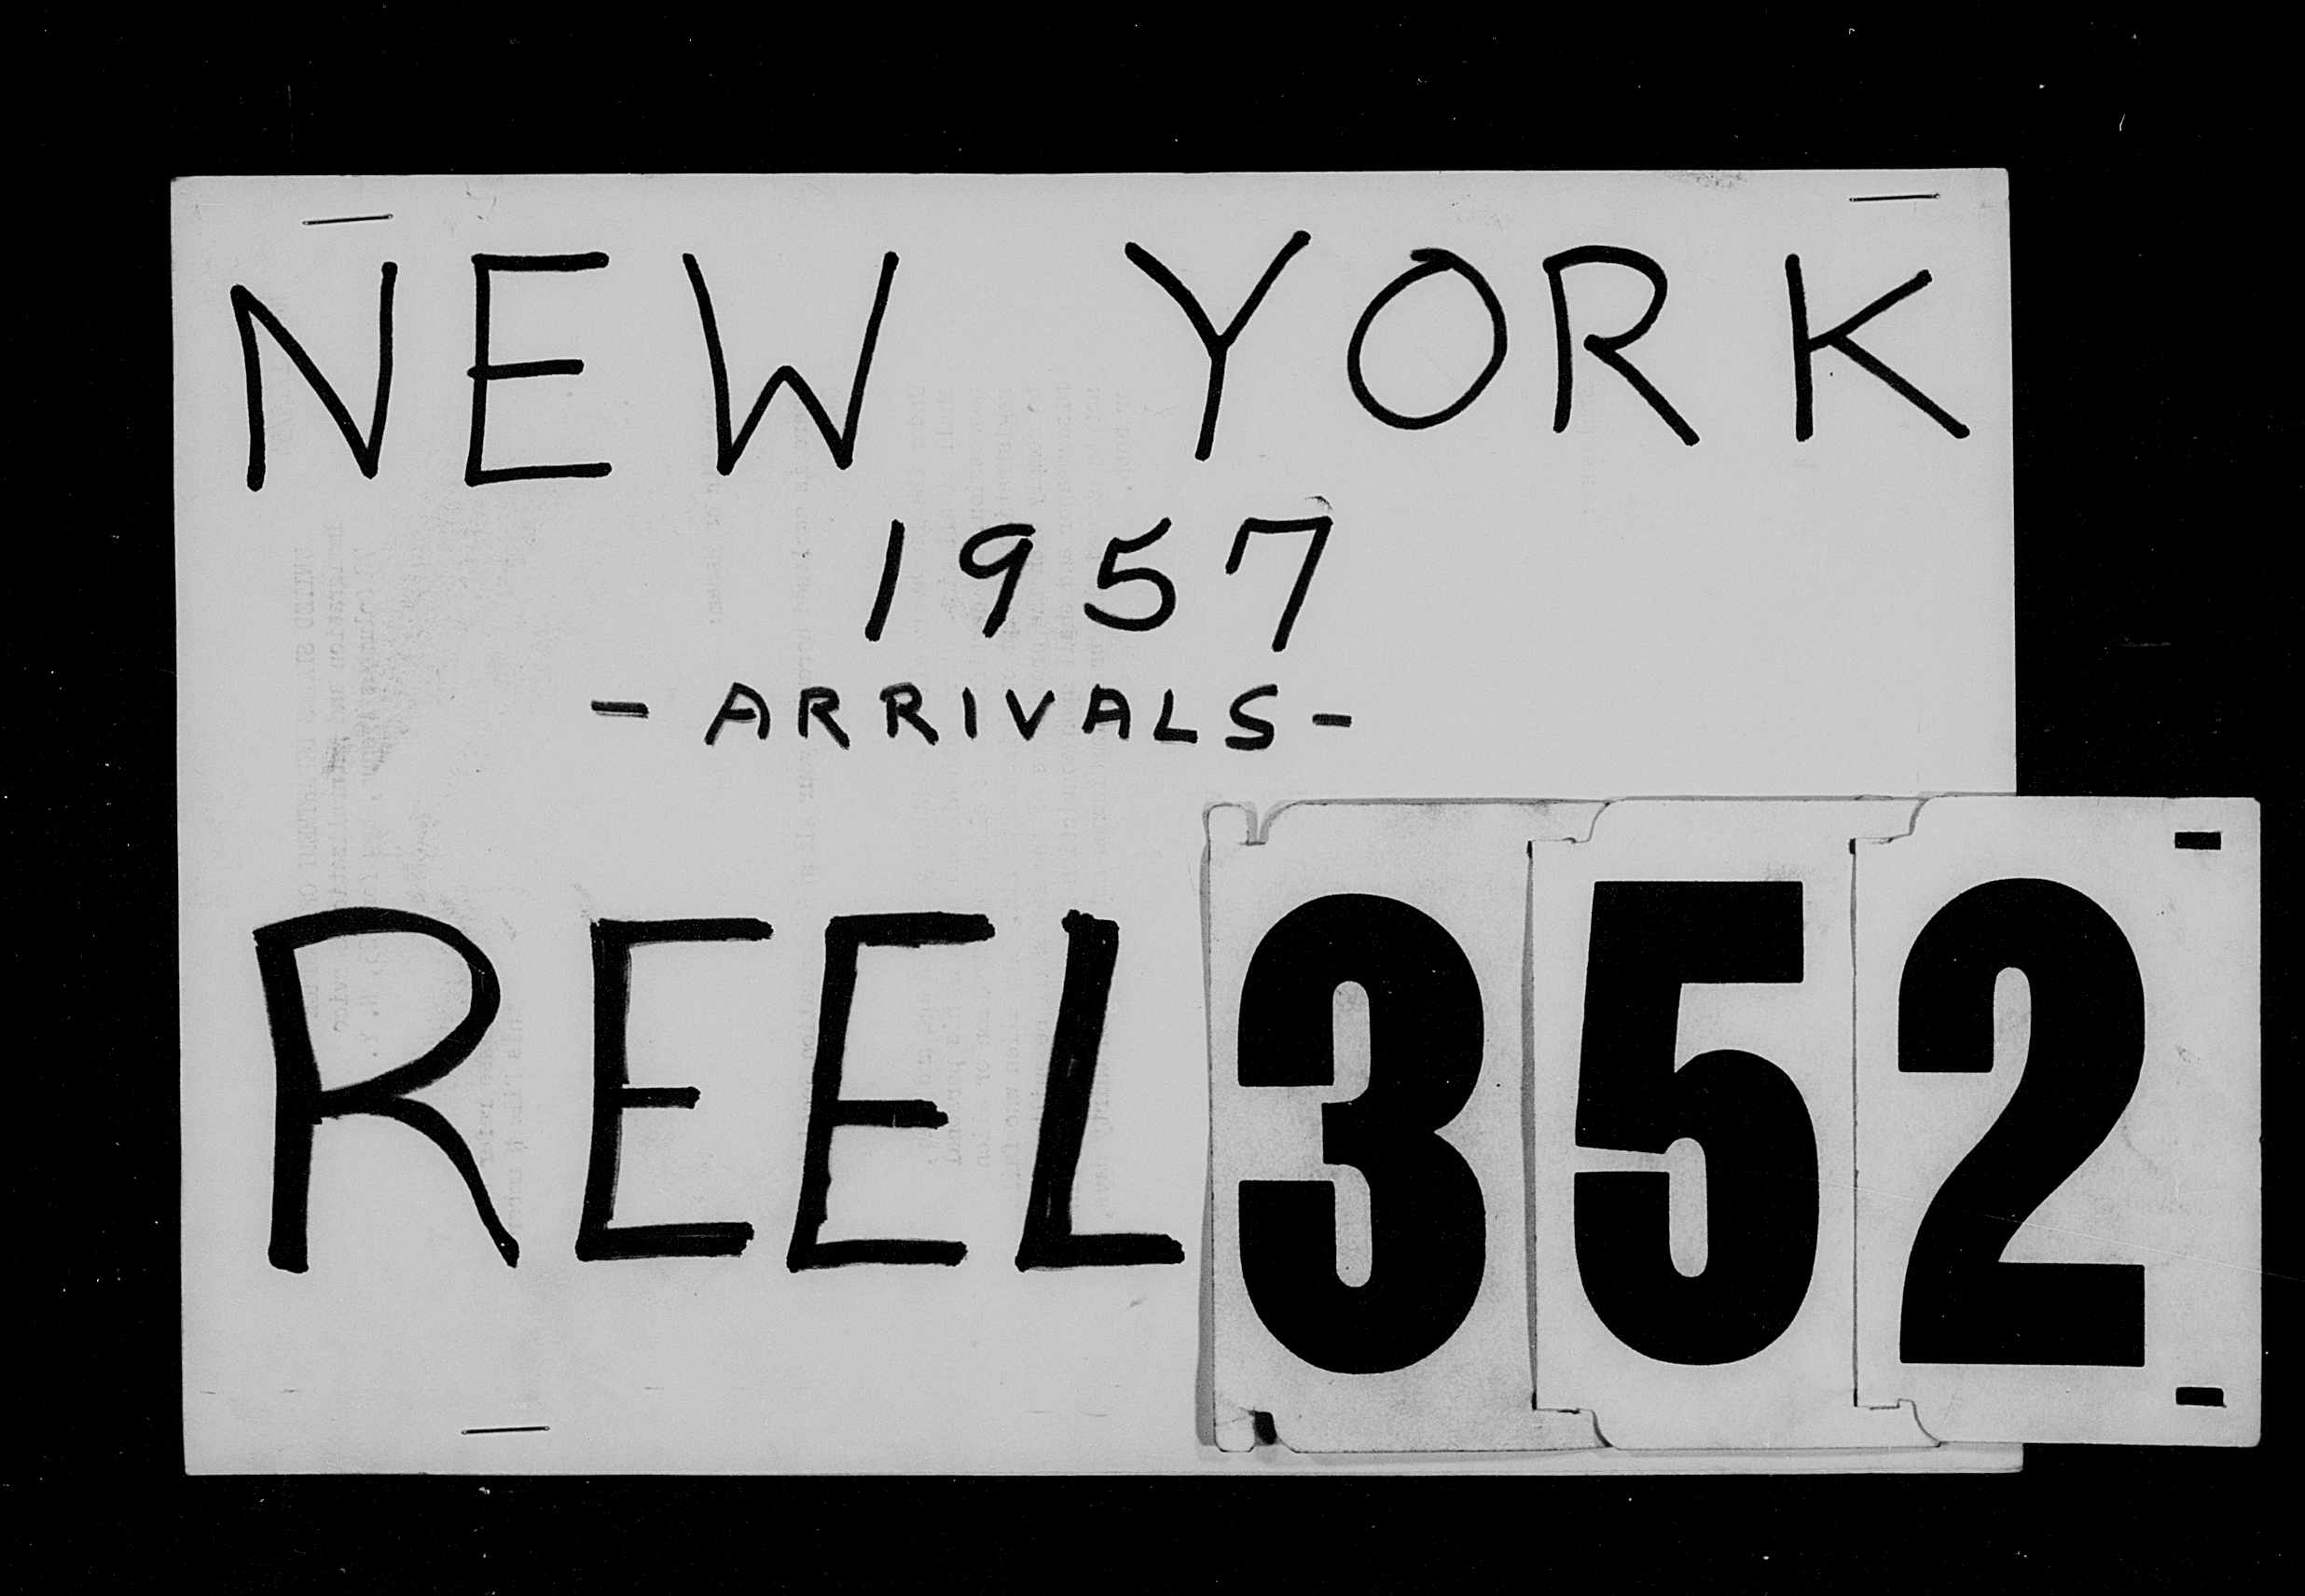 NEW YORK
1957
- ARRIVALS -
REEL 352